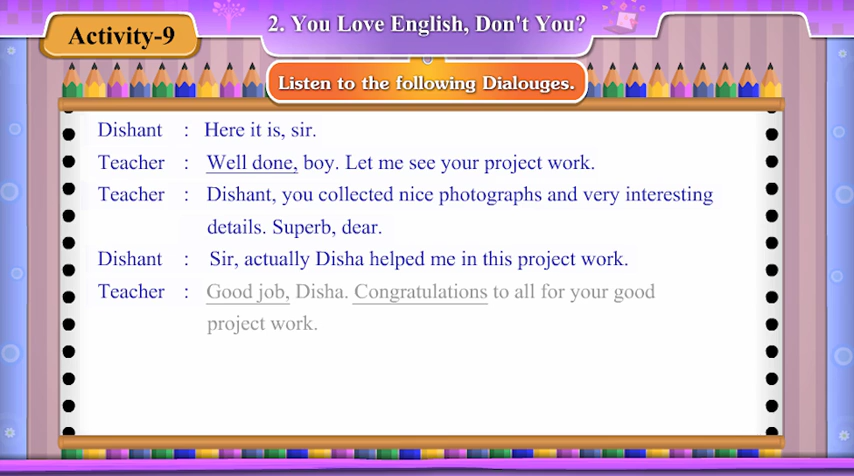 2. You Love English, Don't You?
Activity-9
Listen to the following Dialouges.
Dishant : Here it is, sir.
Teacher : Well done, boy. Let me see your project work.
Teacher : Dishant, you collected nice photographs and very interesting
details. Superb, dear.
Dishant : Sir, actually Disha helped me in this project work.
Teacher : Good job, Disha. Congratulations to all for your good
project work.